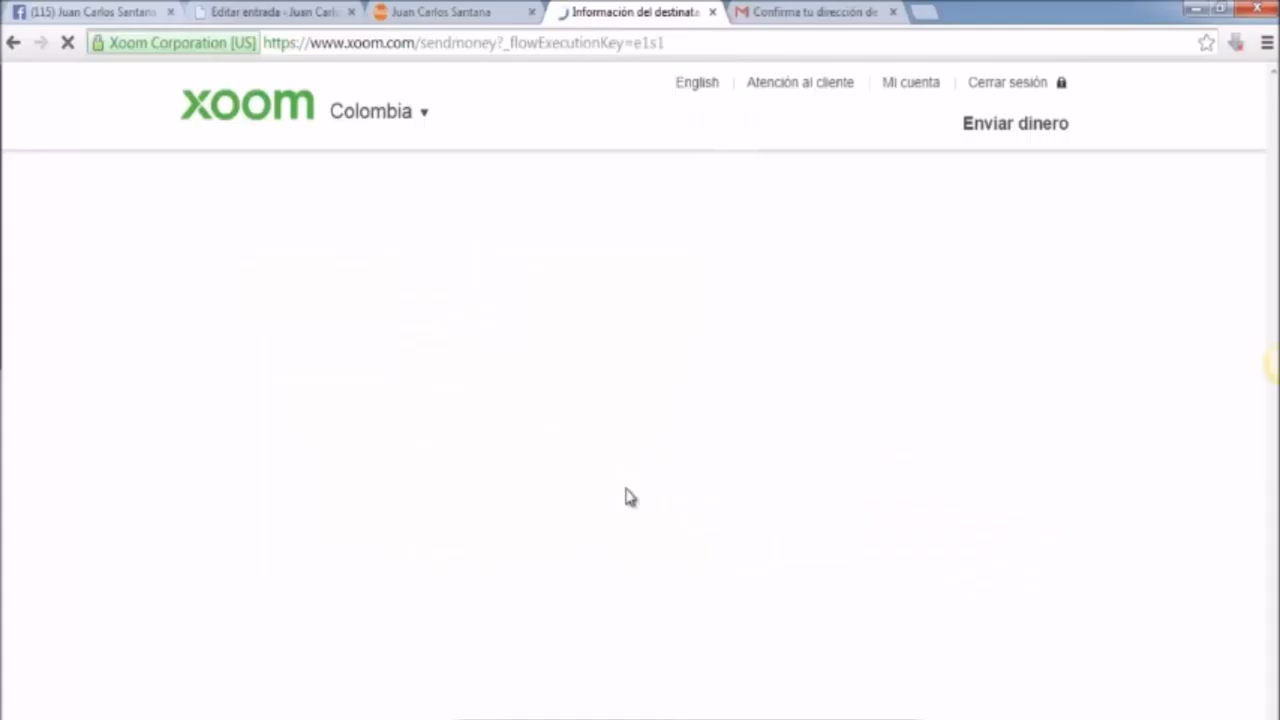 (115) Juan Carlos Santana
Editar entrada ‹ Juan Carl
Juan Carlos Santana
Información del destinata
Confirma tu dirección de
Xoom Corporation [US] https://www.xoom.com/sendmoney?_flowExecutionKey=e1s1
English Atención al cliente Mi cuenta Cerrar sesión
xoom Colombia
Enviar dinero